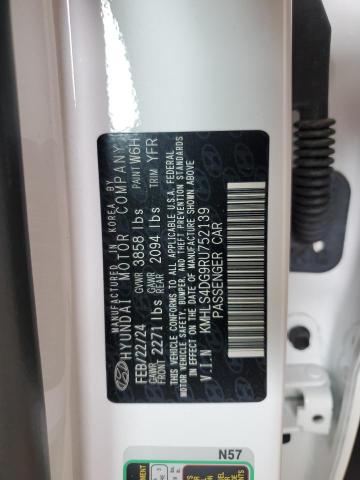 MANUFACTURED IN KOREA BY
HYUNDAI MOTOR COMPANY
FEB/22/24 GVWR 3858 lbs PAINT W6H
GAWR FRONT 2271 lbs GAWR REAR 2094 lbs TRIM YFR
THIS VEHICLE CONFORMS TO ALL APPLICABLE U.S.A. FEDERAL
MOTOR VEHICLE SAFETY, BUMPER, AND THEFT PREVENTION STANDARDS
IN EFFECT ON THE DATE OF MANUFACTURE SHOWN ABOVE.
V.I.N KMHLS4DG9RU752199
PASSENGER CAR
N57